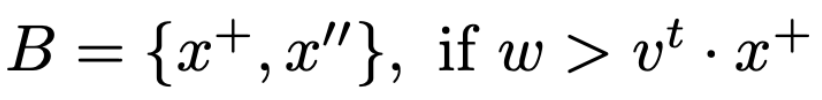 B = {x⁺, x″}, if w > vᵗ · x⁺